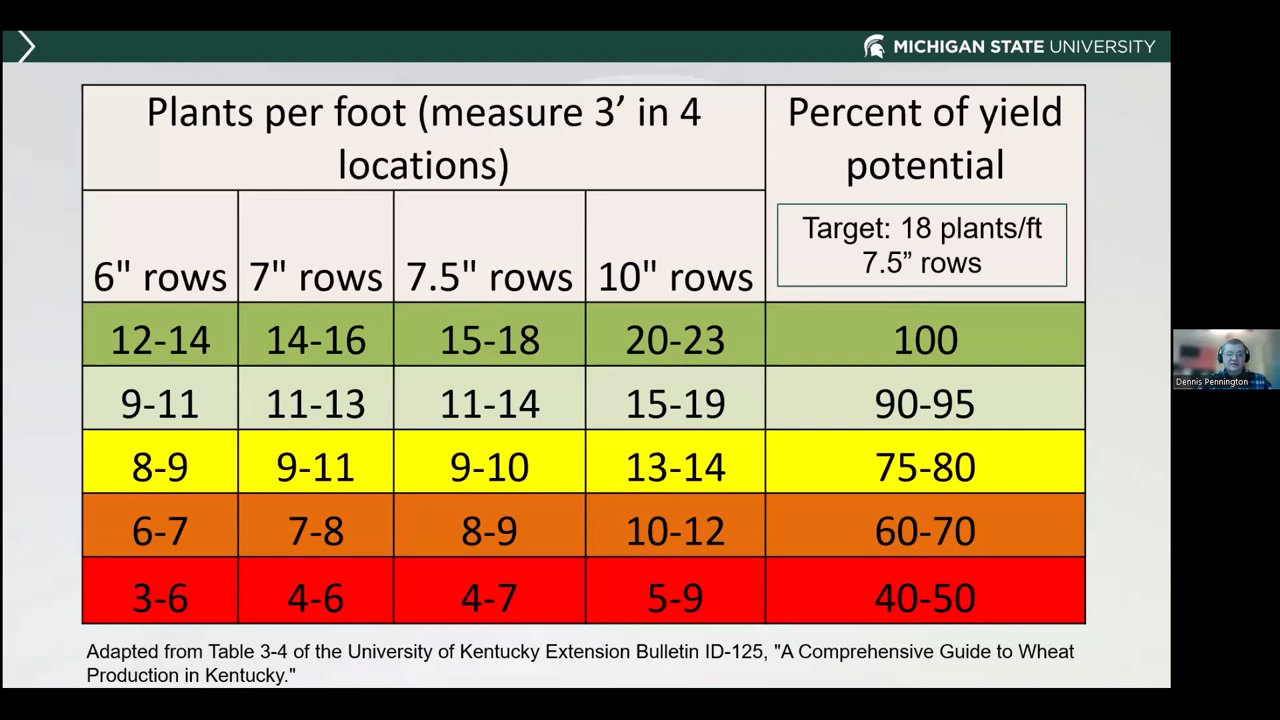 MICHIGAN STATE UNIVERSITY
Plants per foot (measure 3’ in 4
locations)
Percent of yield
potential
Target: 18 plants/ft
7.5” rows
6" rows 7" rows 7.5" rows 10" rows
12-14 14-16 15-18 20-23 100
9-11 11-13 11-14 15-19 90-95
8-9 9-11 9-10 13-14 75-80
6-7 7-8 8-9 10-12 60-70
3-6 4-6 4-7 5-9 40-50
Adapted from Table 3-4 of the University of Kentucky Extension Bulletin ID-125, "A Comprehensive Guide to Wheat
Production in Kentucky."
Dennis Pennington